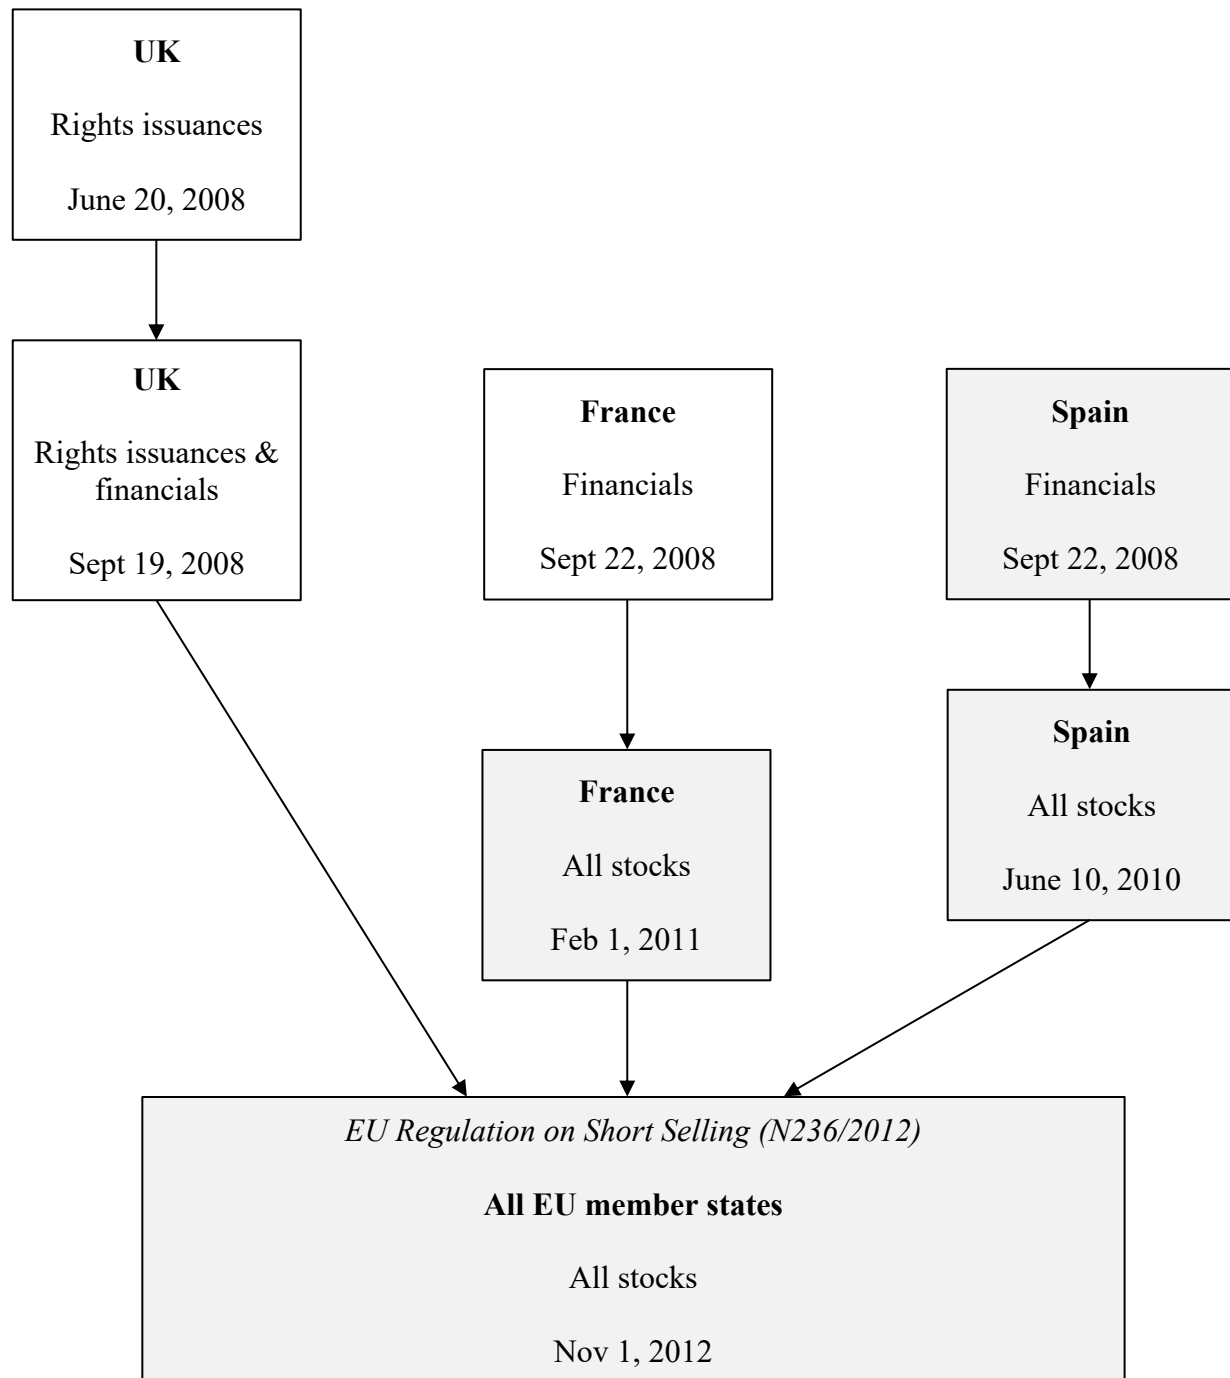 UK
Rights issuances
June 20, 2008
UK
Rights issuances &
financials
Sept 19, 2008
France
Financials
Sept 22, 2008
Spain
Financials
Sept 22, 2008
France
All stocks
Feb 1, 2011
Spain
All stocks
June 10, 2010
EU Regulation on Short Selling (N236/2012)
All EU member states
All stocks
Nov 1, 2012